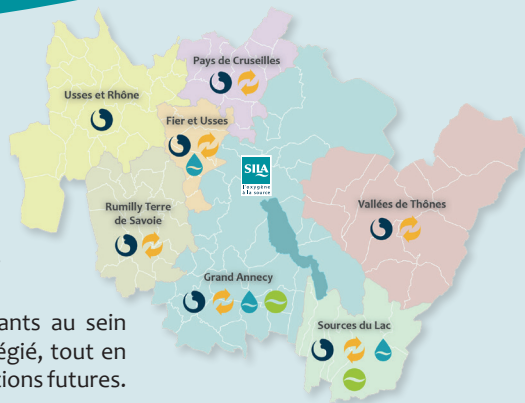 Pays de Cruseilles
Usses et Rhône
Fier et Usses
SILA
l'oxygène
à la source
Rumilly Terre
de Savoie
Vallées de Thônes
Grand Annecy
Sources du Lac
ants au sein
égié, tout en
tions futures.